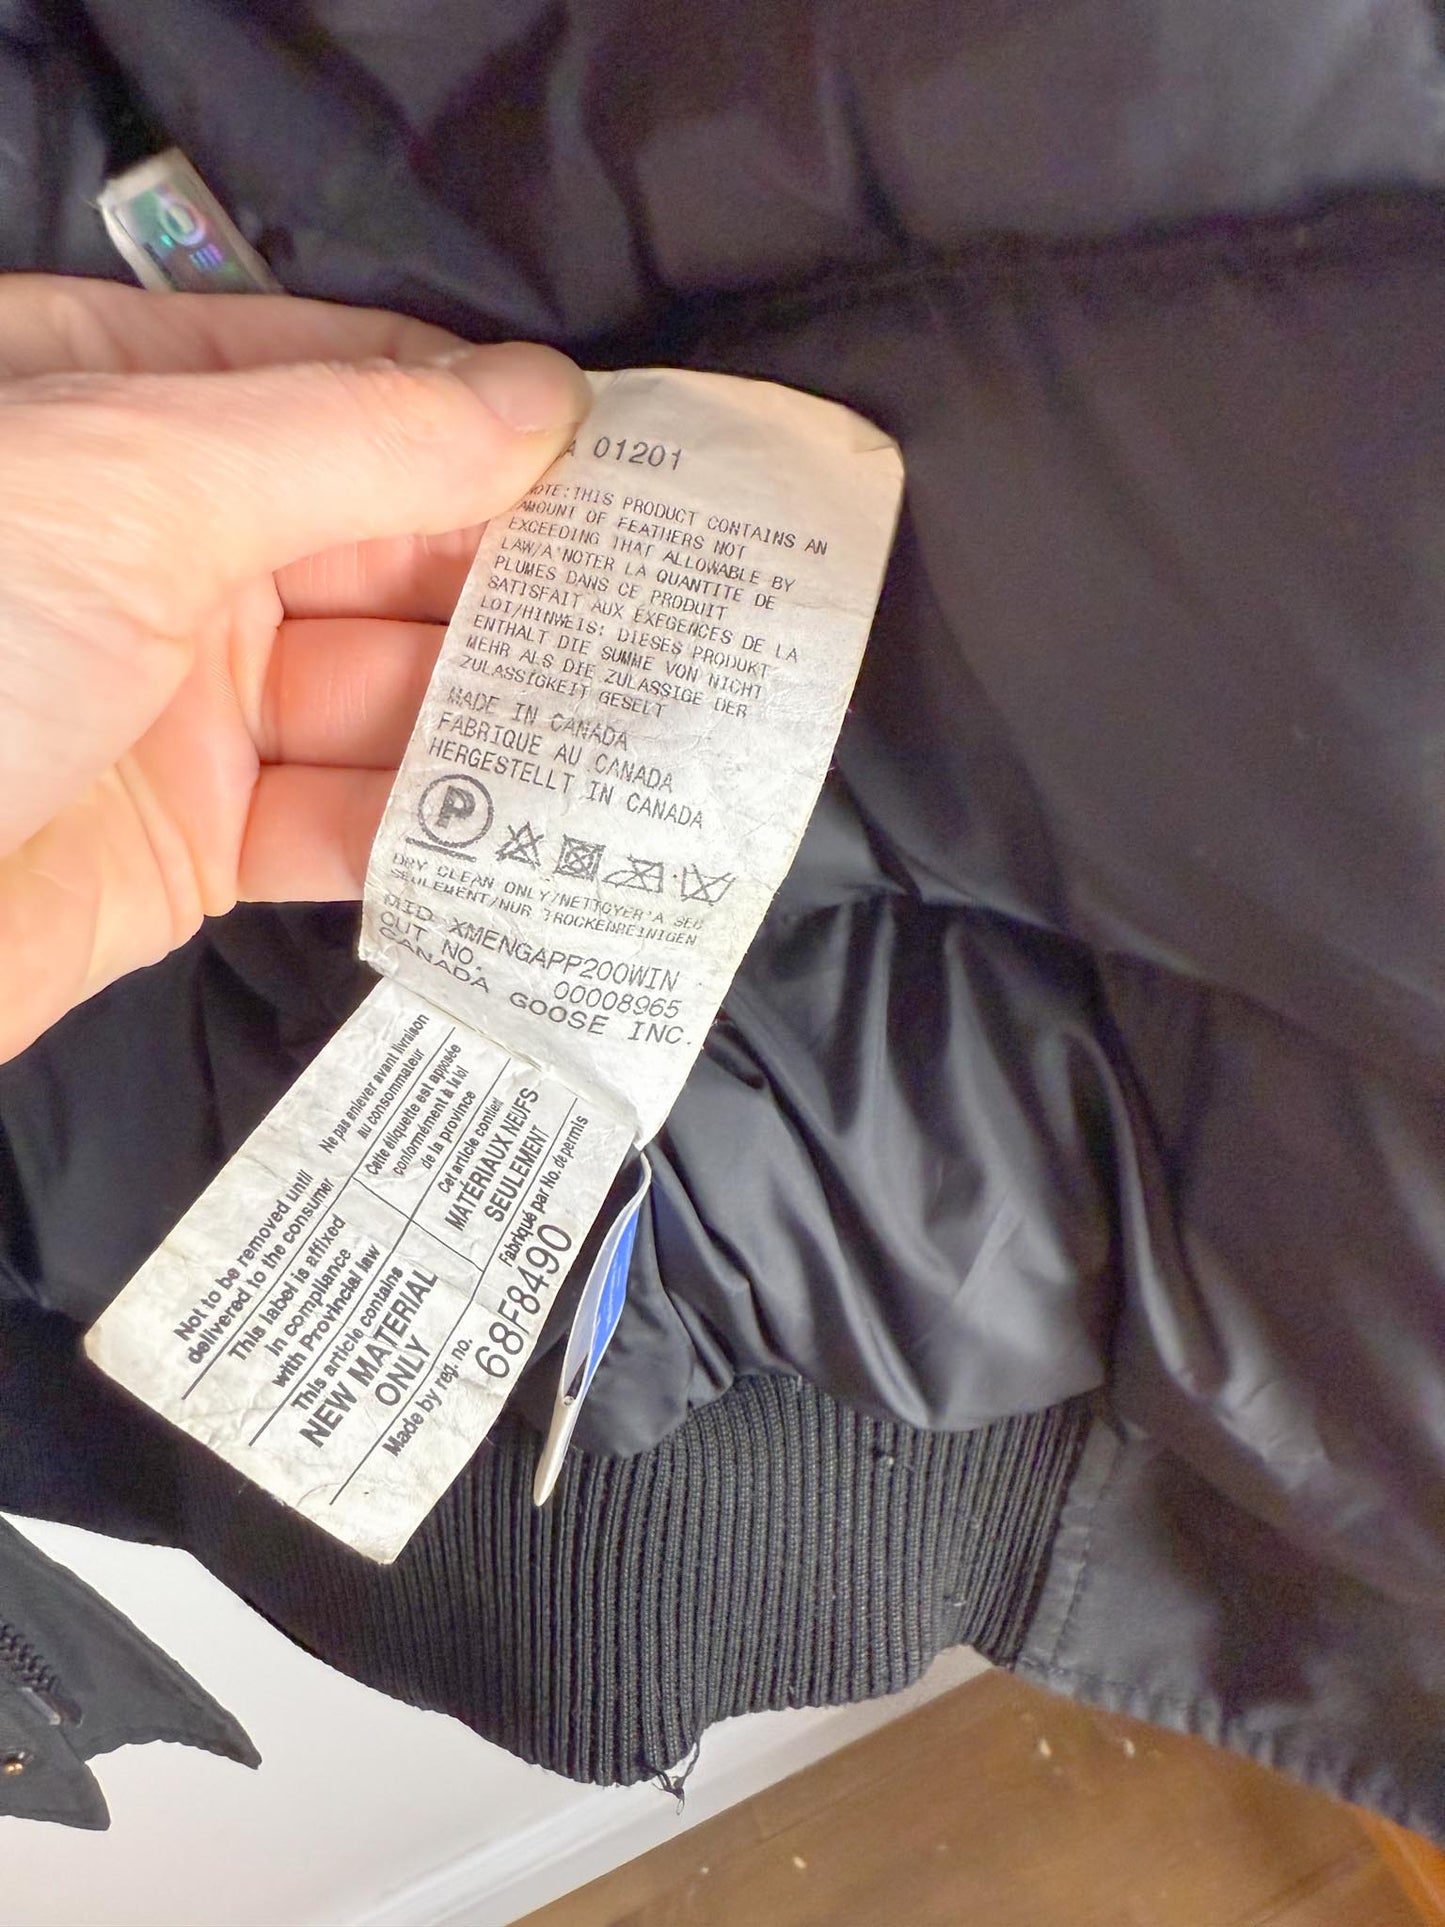 A 01201
NOTE:THIS PRODUCT CONTAINS AN
AMOUNT OF FEATHERS NOT
EXCEEDING THAT ALLOWABLE BY
LAW/A'NOTER LA QUANTITE DE
PLUMES DANS CE PRODUIT
SATISFAIT AUX EXEGENCES DE LA
LOI/HINWEIS: DIESES PRODUKT
ENTHALT DIE SUMME VON NICHT
MEHR ALS DIE ZULASSIGE DER
ZULASSIGKEIT GESELT
MADE IN CANADA
FABRIQUE AU CANADA
HERGESTELLT IN CANADA
P
DRY CLEAN ONLY/NETTOYER'A SEC
SEULEMENT/NUR TROCKENREINIGEN
MID XMENGAPP200WIN
CUT NO. 00008965
CANADA GOOSE INC.
Not to be removed until
delivered to the consumer
Ne pas enlever avant livraison
au consommateur
This label is affixed
in compliance
with Provincial law
Cette étiquette est apposée
conformément à la loi
de la province
This article contains
NEW MATERIAL
ONLY
Cet article contient
MATÉRIAUX NEUFS
SEULEMENT
Made by reg. no.
Fabriqué par No. de permis
68F8490